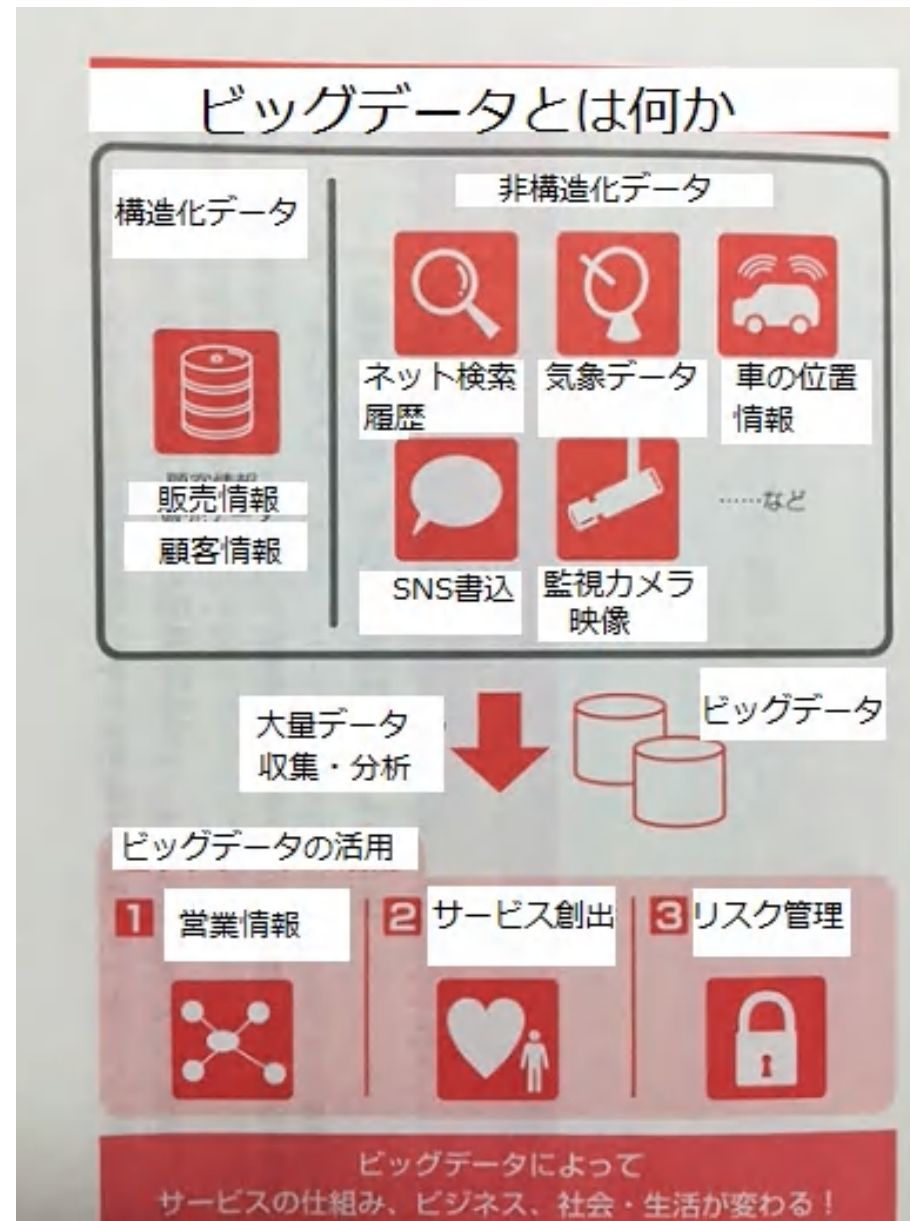 ビッグデータとは何か
構造化データ
販売情報
顧客情報
非構造化データ
ネット検索
履歴
気象データ
車の位置
情報
SNS書込
監視カメラ
映像
……など
大量データ
収集・分析
ビッグデータ
ビッグデータの活用
1 営業情報
2 サービス創出
3 リスク管理
ビッグデータによって
サービスの仕組み、ビジネス、社会・生活が変わる！